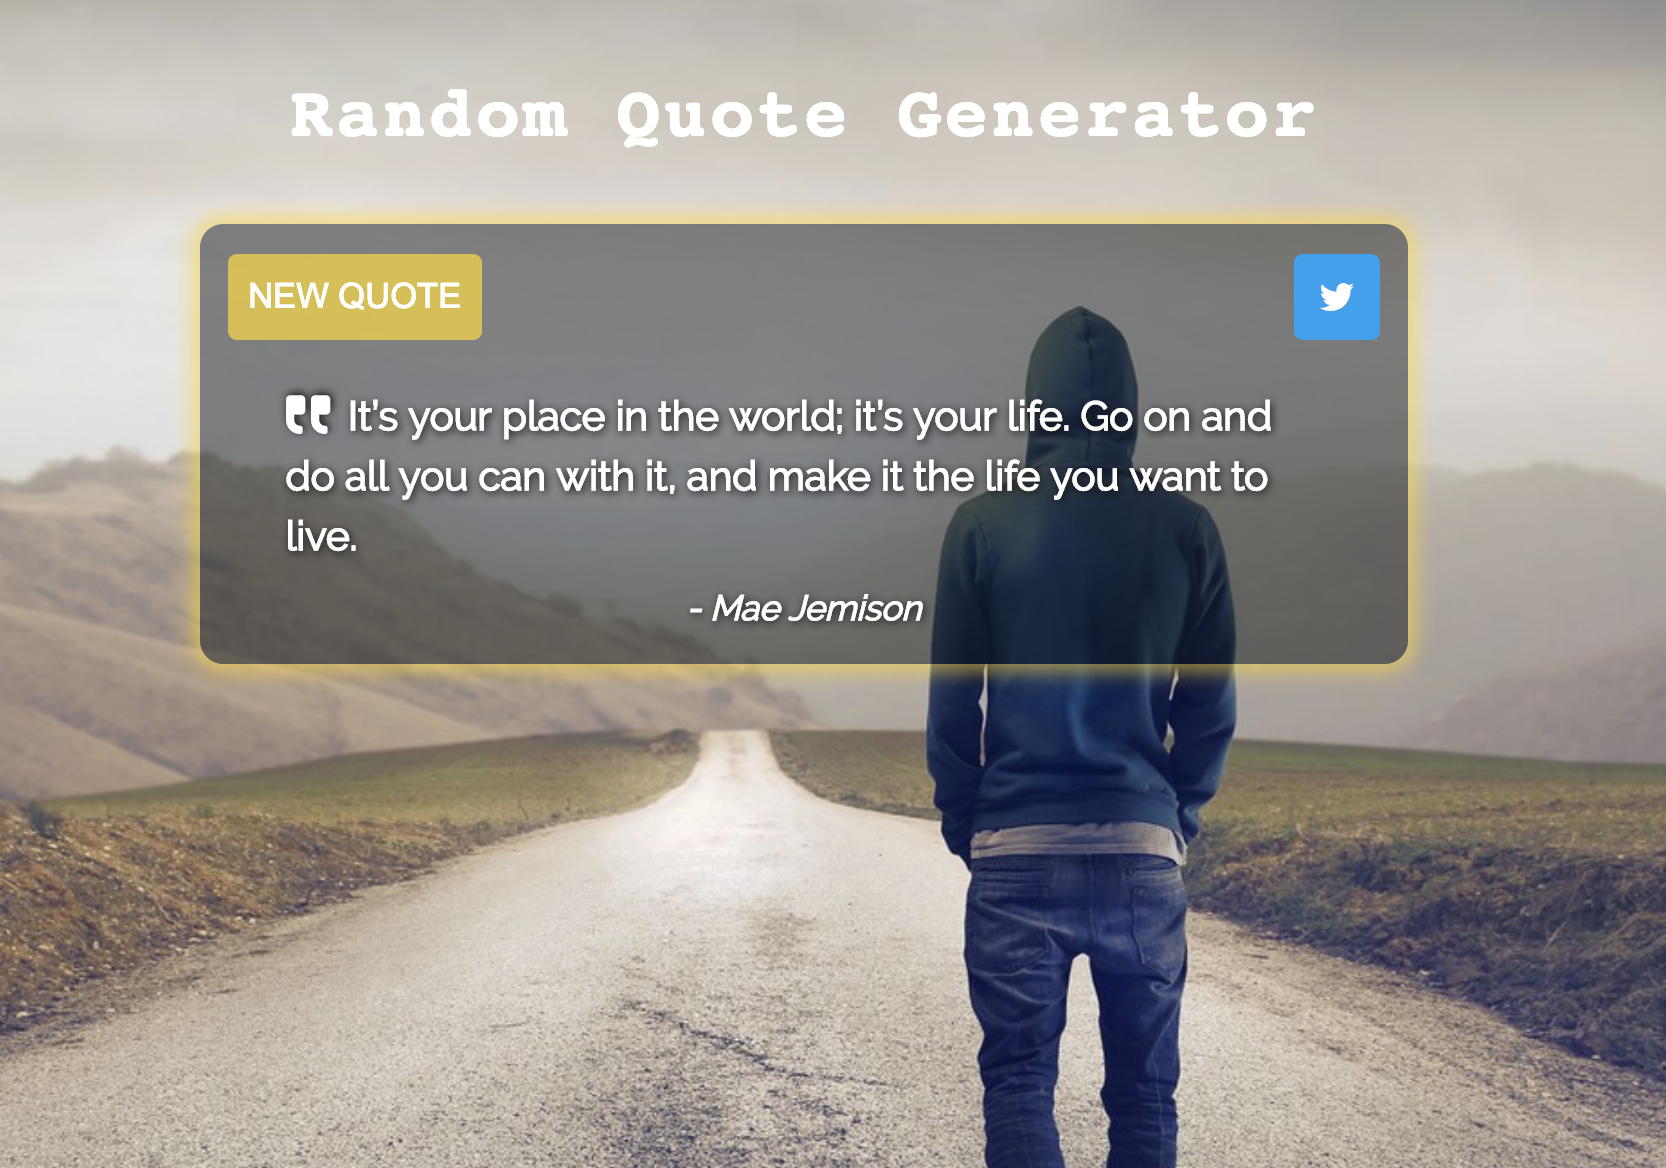 Random Quote Generator
NEW QUOTE
It's your place in the world; it's your life. Go on and
do all you can with it, and make it the life you want to
live.
- Mae Jemison